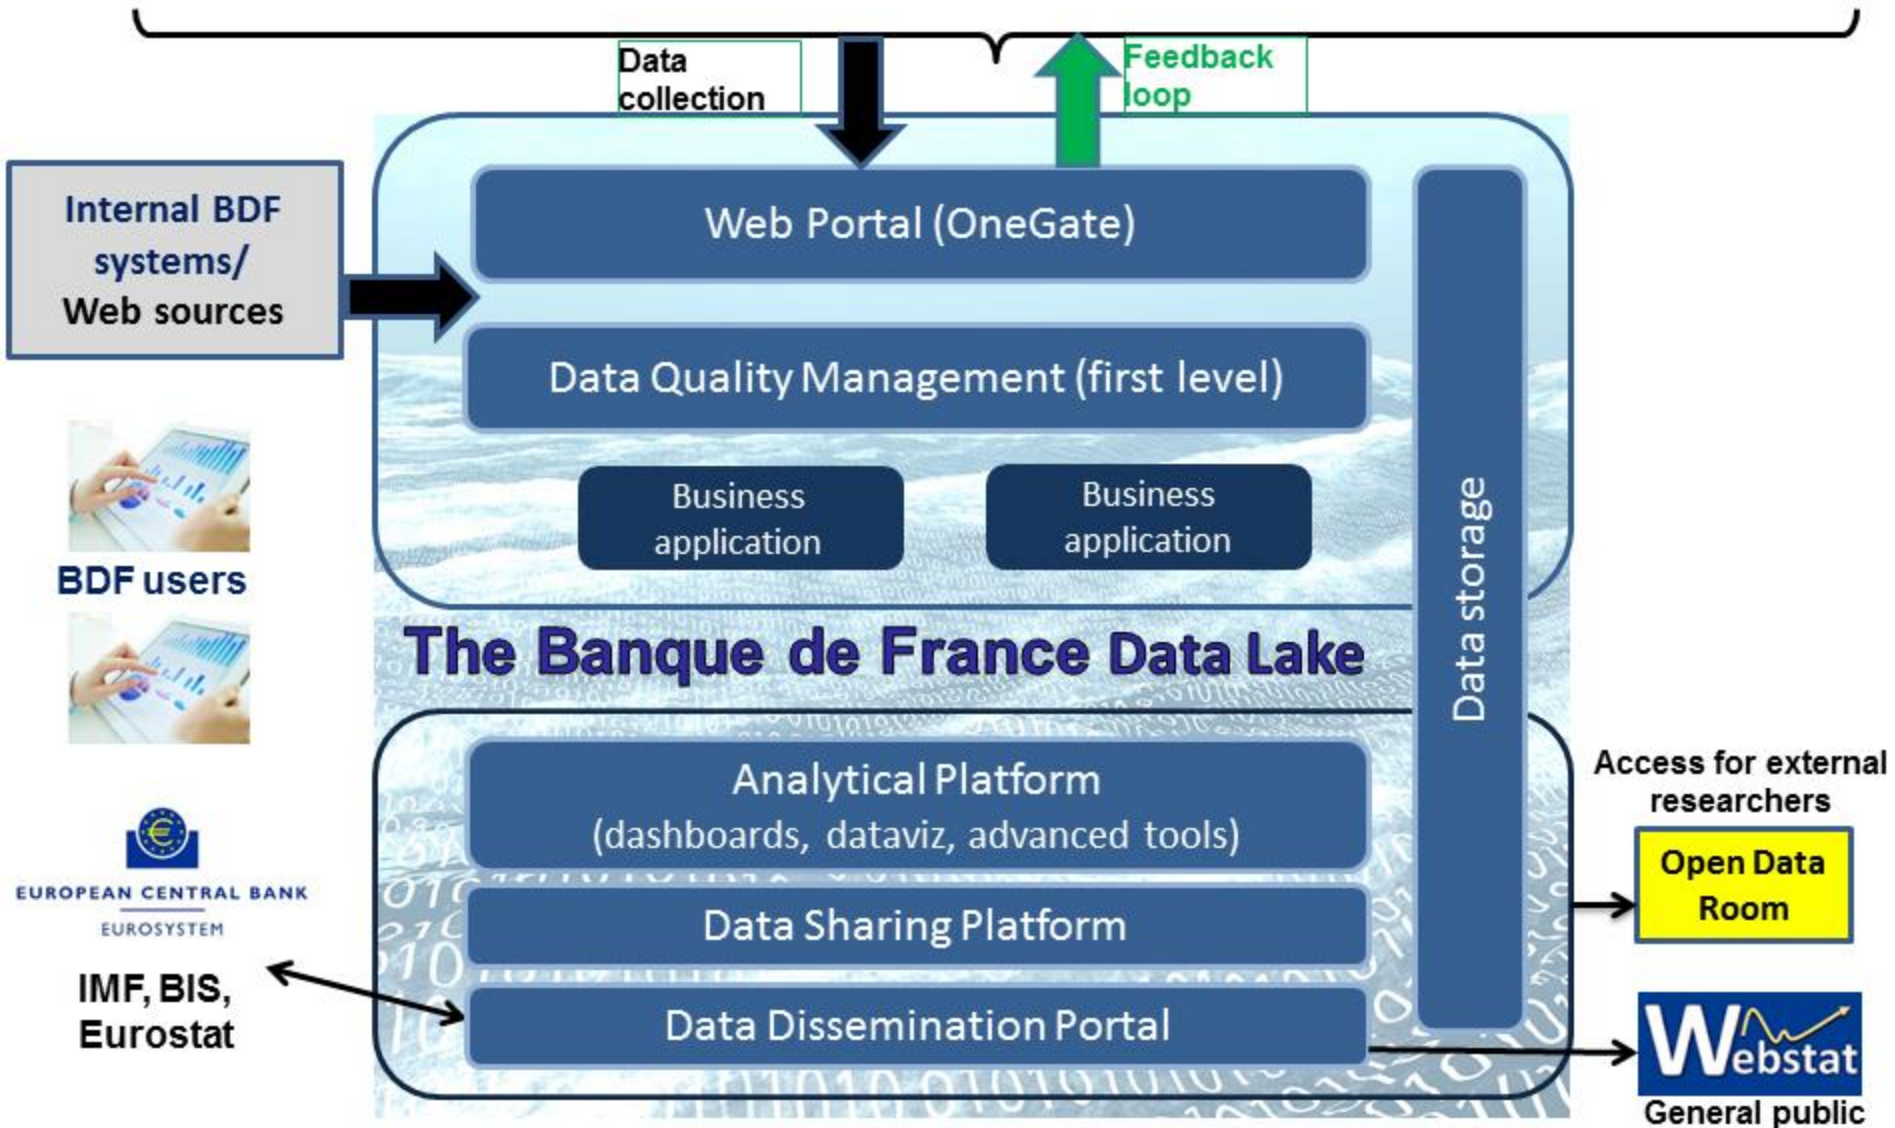 Data
collection
Feedback
loop
Internal BDF
systems/
Web sources
Web Portal (OneGate)
Data Quality Management (first level)
Business
application
Business
application
Data storage
BDF users
The Banque de France Data Lake
Analytical Platform
(dashboards, dataviz, advanced tools)
Data Sharing Platform
Data Dissemination Portal
EUROPEAN CENTRAL BANK
EUROSYSTEM
IMF, BIS,
Eurostat
Access for external
researchers
Open Data
Room
Webstat
General public